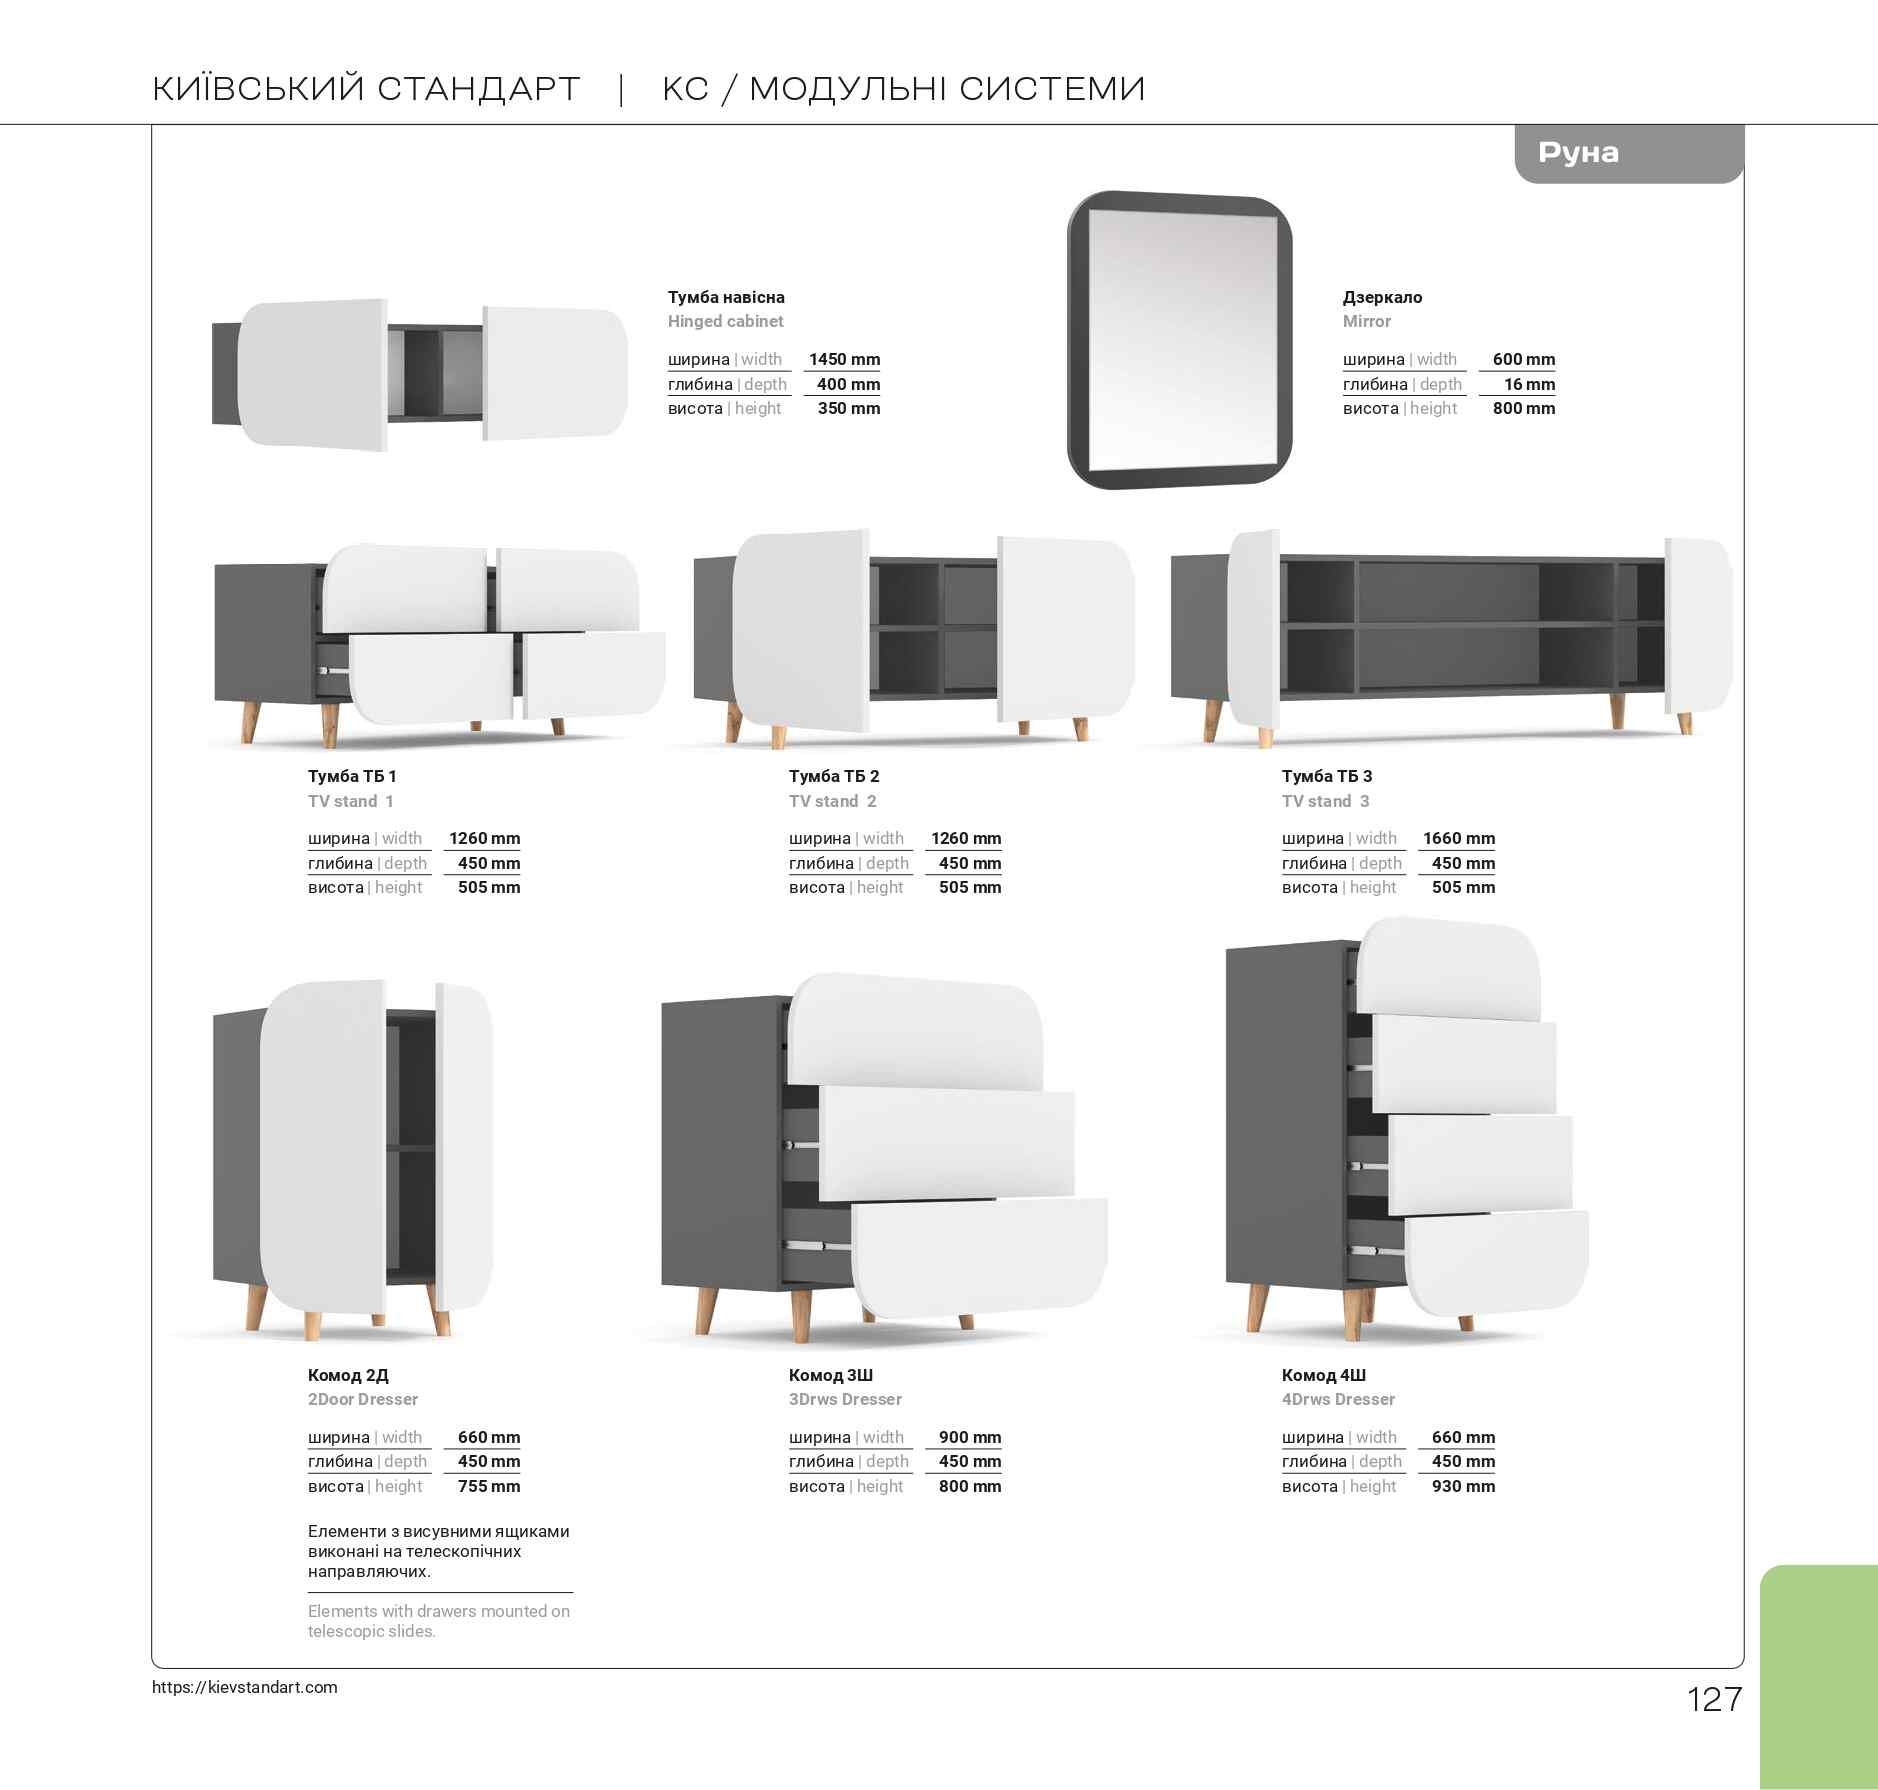 КИЇВСЬКИЙ СТАНДАРТ | КС / МОДУЛЬНІ СИСТЕМИ
Руна
Тумба навісна
Hinged cabinet
ширина | width 1450 mm
глибина | depth 400 mm
висота | height 350 mm
Дзеркало
Mirror
ширина | width 600 mm
глибина | depth 16 mm
висота | height 800 mm
Тумба ТБ 1
TV stand 1
ширина | width 1260 mm
глибина | depth 450 mm
висота | height 505 mm
Тумба ТБ 2
TV stand 2
ширина | width 1260 mm
глибина | depth 450 mm
висота | height 505 mm
Тумба ТБ 3
TV stand 3
ширина | width 1660 mm
глибина | depth 450 mm
висота | height 505 mm
Комод 2Д
2Door Dresser
ширина | width 660 mm
глибина | depth 450 mm
висота | height 755 mm
Комод 3Ш
3Drws Dresser
ширина | width 900 mm
глибина | depth 450 mm
висота | height 800 mm
Комод 4Ш
4Drws Dresser
ширина | width 660 mm
глибина | depth 450 mm
висота | height 930 mm
Елементи з висувними ящиками
виконані на телескопічних
направляючих.
Elements with drawers mounted on
telescopic slides.
https://kievstandart.com
127